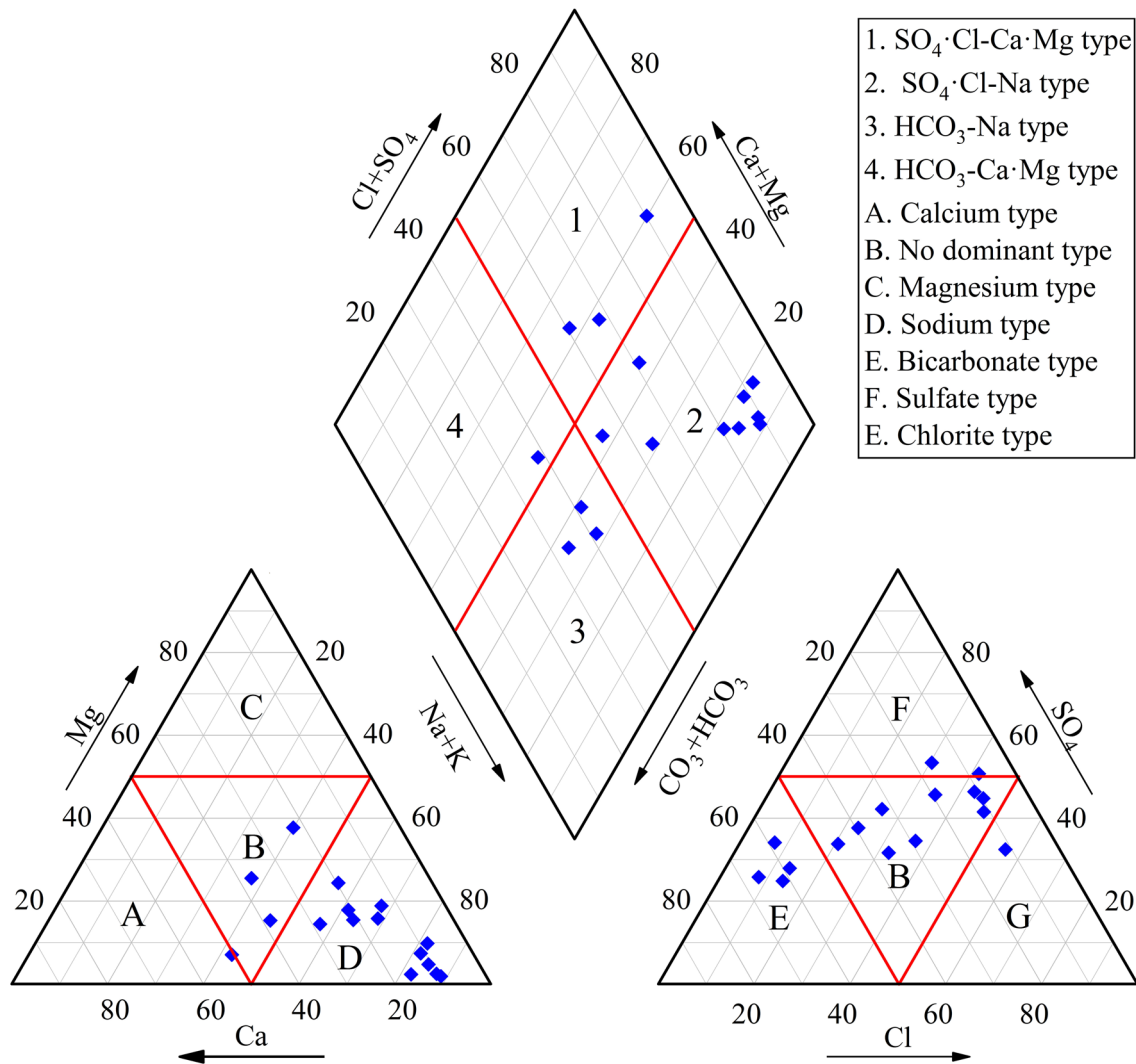 1. SO₄·Cl-Ca·Mg type
2. SO₄·Cl-Na type
3. HCO₃-Na type
4. HCO₃-Ca·Mg type
A. Calcium type
B. No dominant type
C. Magnesium type
D. Sodium type
E. Bicarbonate type
F. Sulfate type
E. Chlorite type
80
60
40
20
Cl+SO₄
80
60
40
20
Ca+Mg
1
2
3
4
Na+K
CO₃+HCO₃
80
60
40
20
Mg
20
40
60
80
C
B
A
D
80
60
40
20
Ca
20
40
60
80
80
60
40
20
SO₄
F
B
E
G
20
40
60
80
Cl